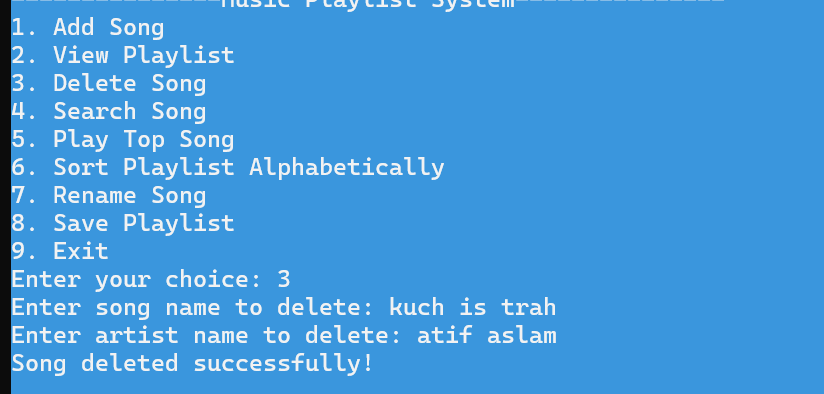 ---------------Music Playlist System---------------
1. Add Song
2. View Playlist
3. Delete Song
4. Search Song
5. Play Top Song
6. Sort Playlist Alphabetically
7. Rename Song
8. Save Playlist
9. Exit
Enter your choice: 3
Enter song name to delete: kuch is trah
Enter artist name to delete: atif aslam
Song deleted successfully!